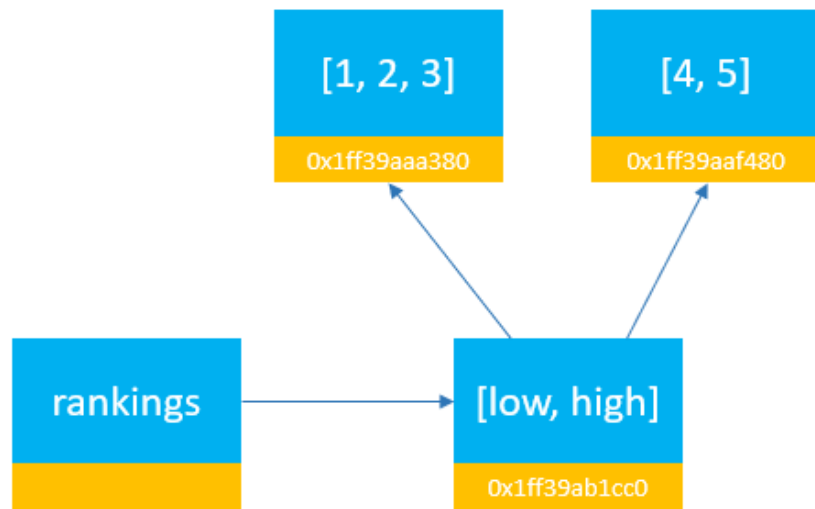 [1, 2, 3]
0x1ff39aaa380
[4, 5]
0x1ff39aaf480
rankings
[low, high]
0x1ff39ab1cc0